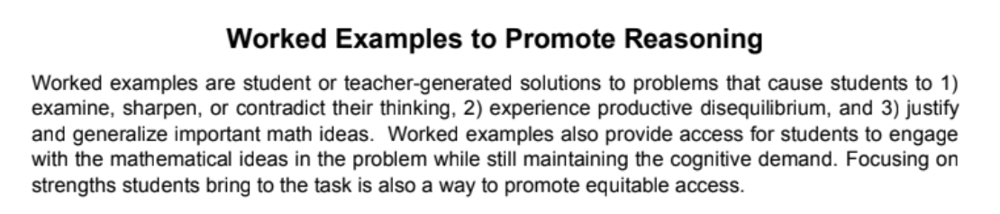 Worked Examples to Promote Reasoning
Worked examples are student or teacher-generated solutions to problems that cause students to 1)
examine, sharpen, or contradict their thinking, 2) experience productive disequilibrium, and 3) justify
and generalize important math ideas.  Worked examples also provide access for students to engage
with the mathematical ideas in the problem while still maintaining the cognitive demand. Focusing on
strengths students bring to the task is also a way to promote equitable access.